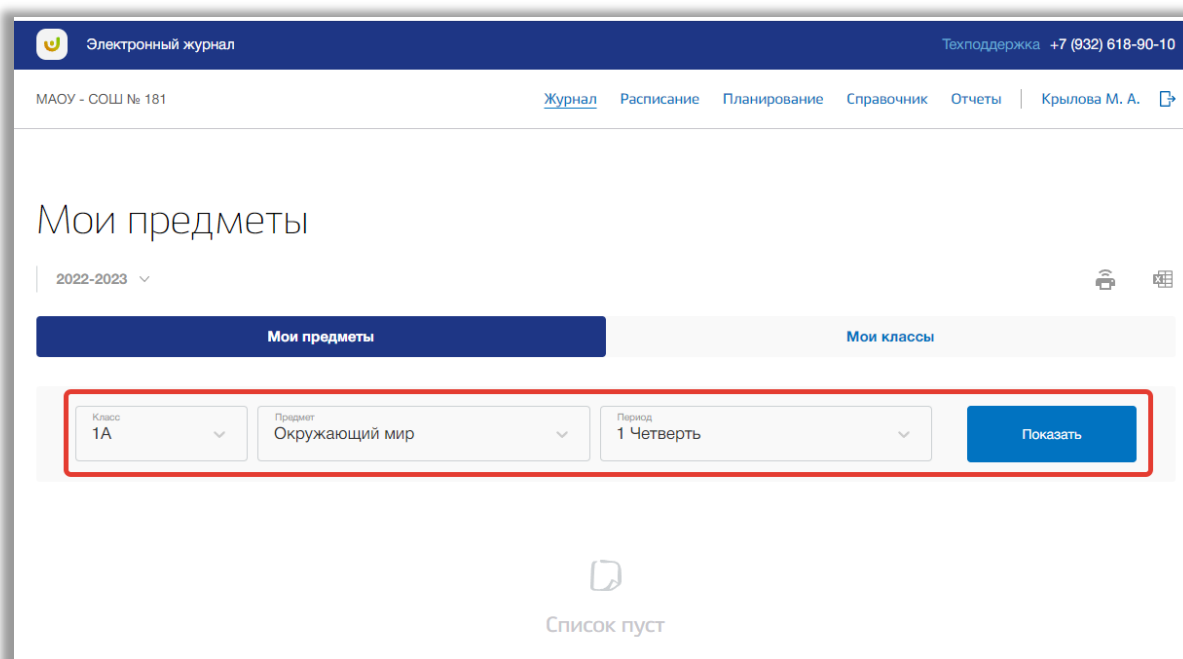 Электронный журнал Техподдержка +7 (932) 618-90-10
МАОУ - СОШ № 181 Журнал Расписание Планирование Справочник Отчеты Крылова М. А.
Мои предметы
2022-2023
Мои предметы Мои классы
Класс Предмет Период
1А Окружающий мир 1 Четверть Показать
Список пуст